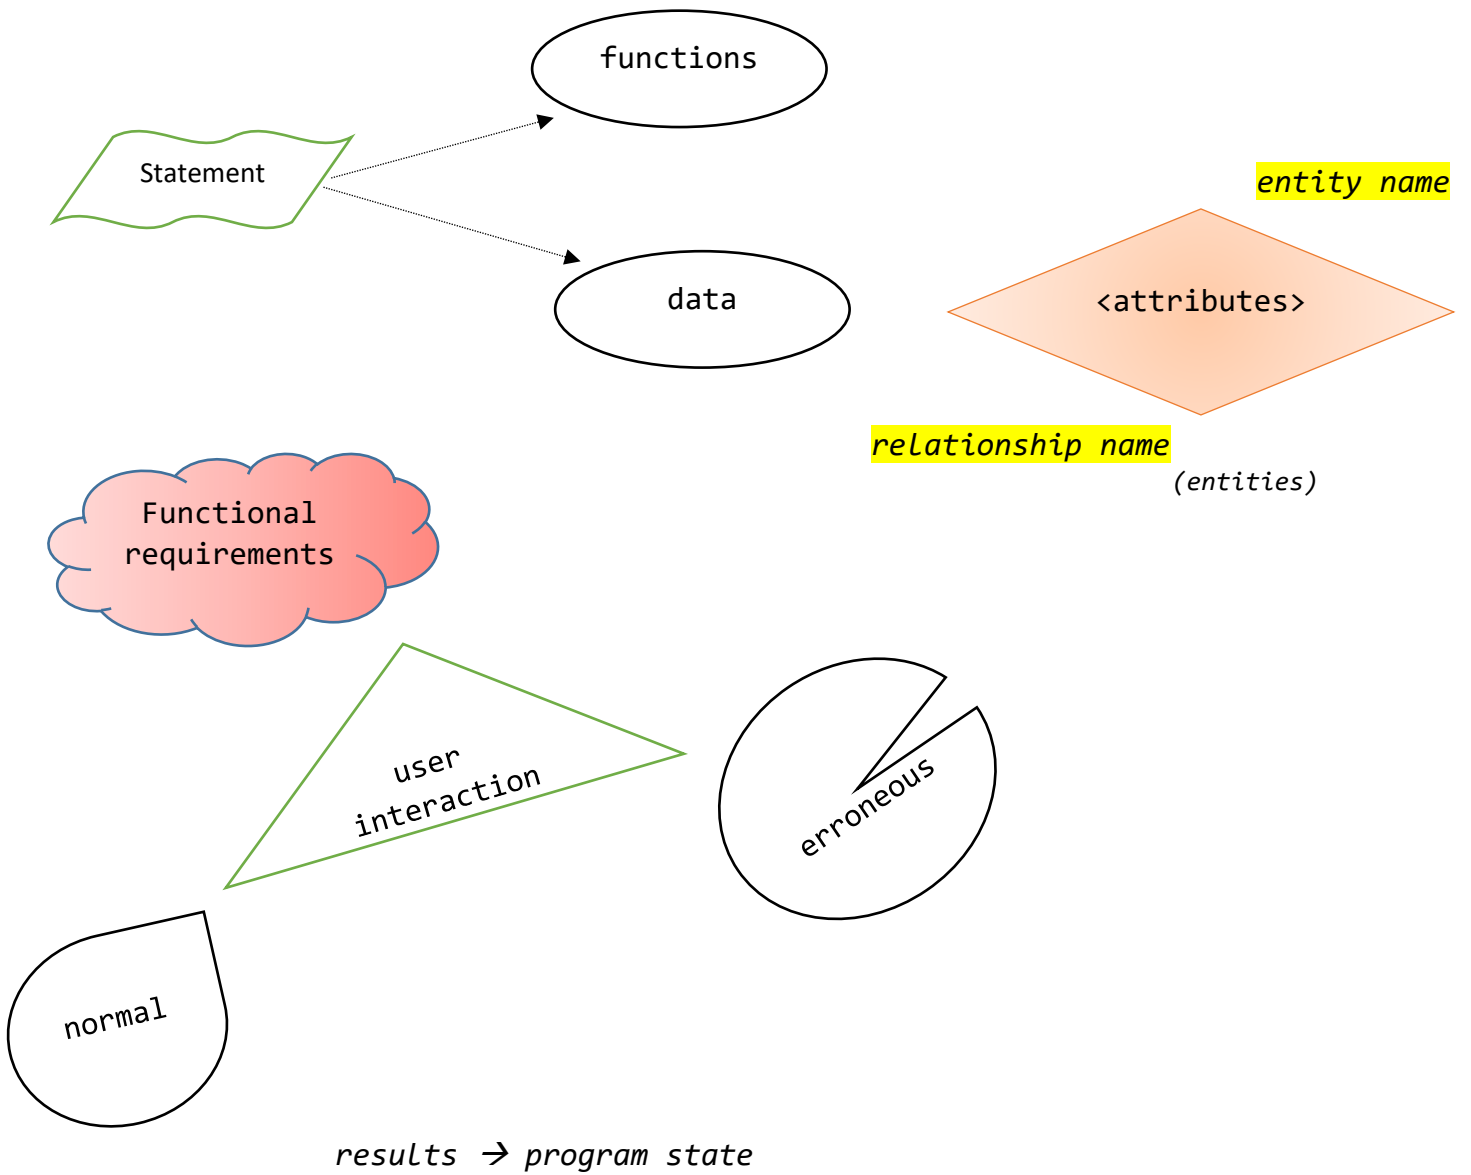 functions
Statement
entity name
data
<attributes>
relationship name
(entities)
Functional
requirements
user
interaction
erroneous
normal
results → program state